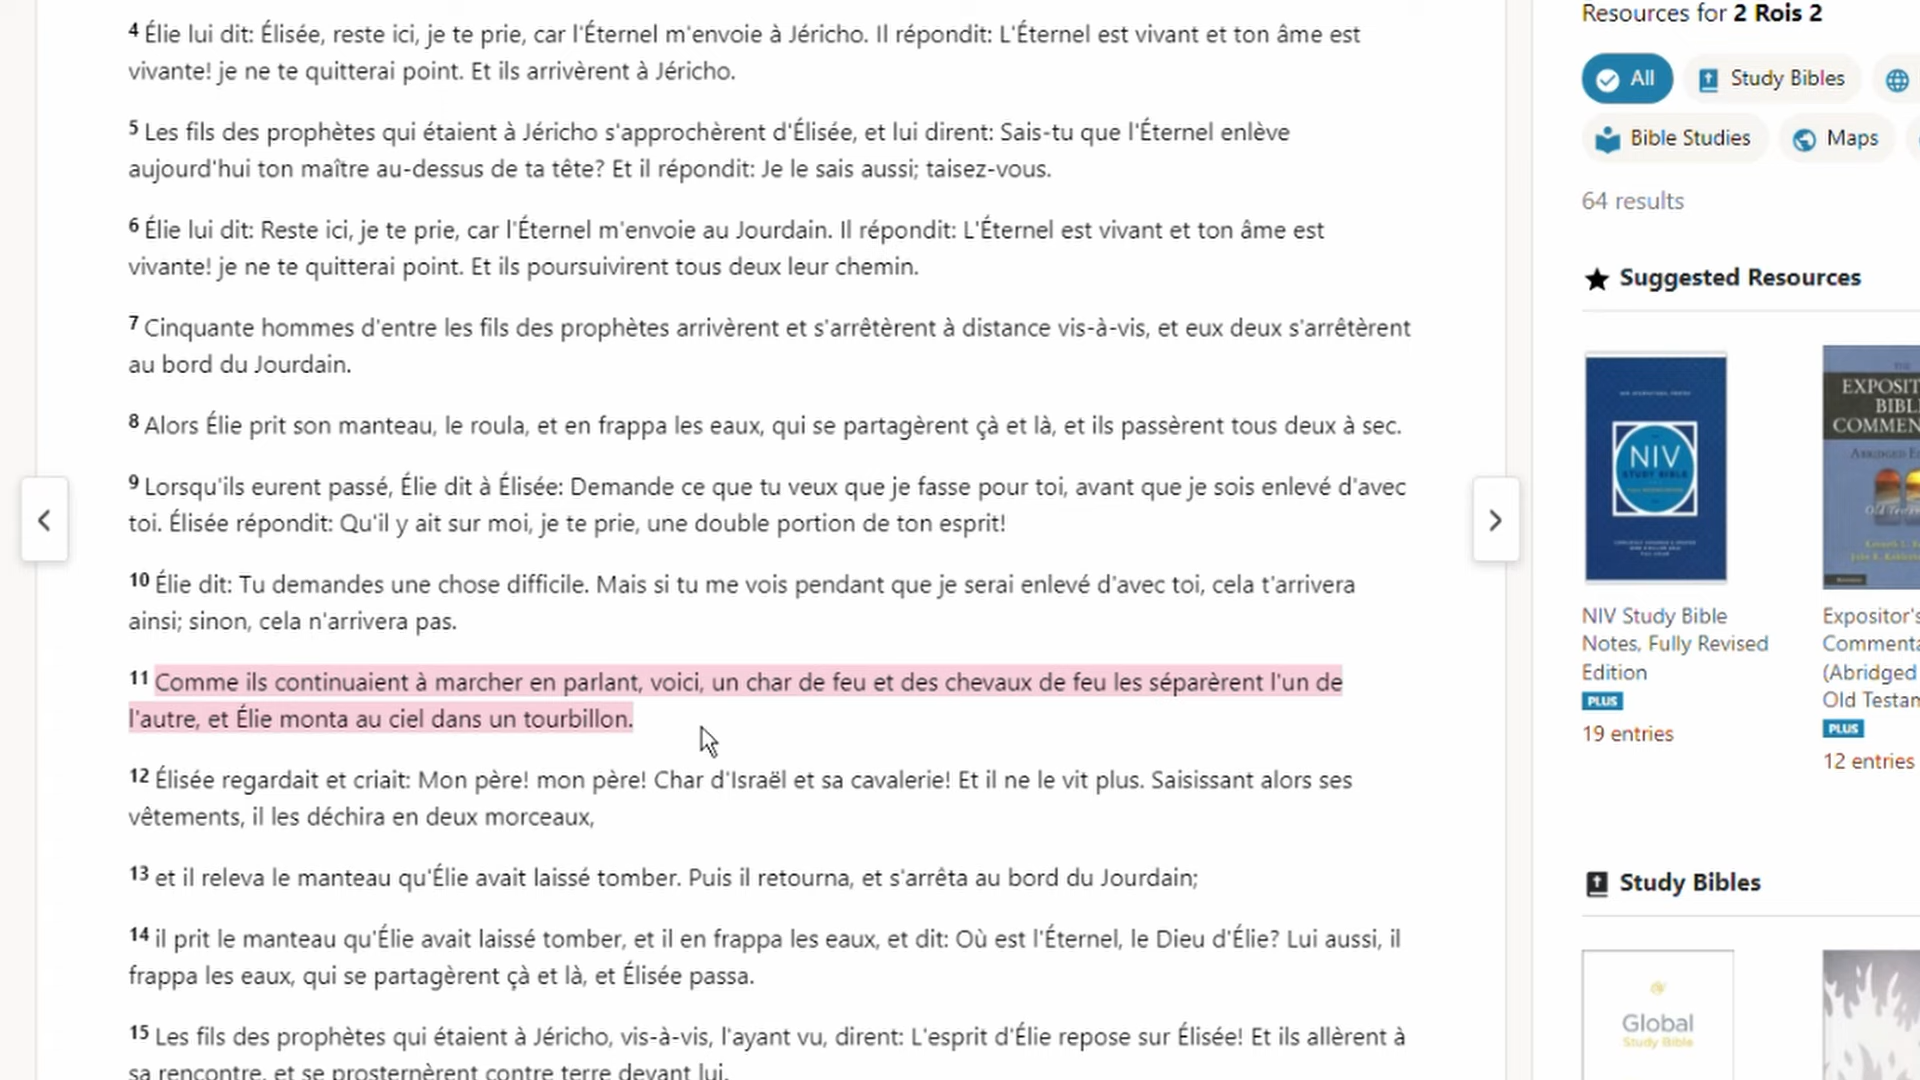 4 Élie lui dit: Élisée, reste ici, je te prie, car l'Éternel m'envoie à Jéricho. Il répondit: L'Éternel est vivant et ton âme est
vivante! je ne te quitterai point. Et ils arrivèrent à Jéricho.
5 Les fils des prophètes qui étaient à Jéricho s'approchèrent d'Élisée, et lui dirent: Sais-tu que l'Éternel enlève
aujourd'hui ton maître au-dessus de ta tête? Et il répondit: Je le sais aussi; taisez-vous.
6 Élie lui dit: Reste ici, je te prie, car l'Éternel m'envoie au Jourdain. Il répondit: L'Éternel est vivant et ton âme est
vivante! je ne te quitterai point. Et ils poursuivirent tous deux leur chemin.
7 Cinquante hommes d'entre les fils des prophètes arrivèrent et s'arrêtèrent à distance vis-à-vis, et eux deux s'arrêtèrent
au bord du Jourdain.
8 Alors Élie prit son manteau, le roula, et en frappa les eaux, qui se partagèrent çà et là, et ils passèrent tous deux à sec.
9 Lorsqu'ils eurent passé, Élie dit à Élisée: Demande ce que tu veux que je fasse pour toi, avant que je sois enlevé d'avec
toi. Élisée répondit: Qu'il y ait sur moi, je te prie, une double portion de ton esprit!
10 Élie dit: Tu demandes une chose difficile. Mais si tu me vois pendant que je serai enlevé d'avec toi, cela t'arrivera
ainsi; sinon, cela n'arrivera pas.
11 Comme ils continuaient à marcher en parlant, voici, un char de feu et des chevaux de feu les séparèrent l'un de
l'autre, et Élie monta au ciel dans un tourbillon.
12 Élisée regardait et criait: Mon père! mon père! Char d'Israël et sa cavalerie! Et il ne le vit plus. Saisissant alors ses
vêtements, il les déchira en deux morceaux,
13 et il releva le manteau qu'Élie avait laissé tomber. Puis il retourna, et s'arrêta au bord du Jourdain;
14 il prit le manteau qu'Élie avait laissé tomber, et il en frappa les eaux, et dit: Où est l'Éternel, le Dieu d'Élie? Lui aussi, il
frappa les eaux, qui se partagèrent çà et là, et Élisée passa.
15 Les fils des prophètes qui étaient à Jéricho, vis-à-vis, l'ayant vu, dirent: L'esprit d'Élie repose sur Élisée! Et ils allèrent à
sa rencontre, et se prosternèrent contre terre devant lui.
Resources for 2 Rois 2
All
Study Bibles
Bible Studies
Maps
64 results
Suggested Resources
NIV
STUDY BIBLE
NIV Study Bible
Notes, Fully Revised
Edition
PLUS
19 entries
THE
EXPOSIT
BIBL
COMMEN
ABRIDGED E
Old Testa
Expositor's
Commenta
(Abridged
Old Testam
PLUS
12 entries
Study Bibles
Global
Study Bible